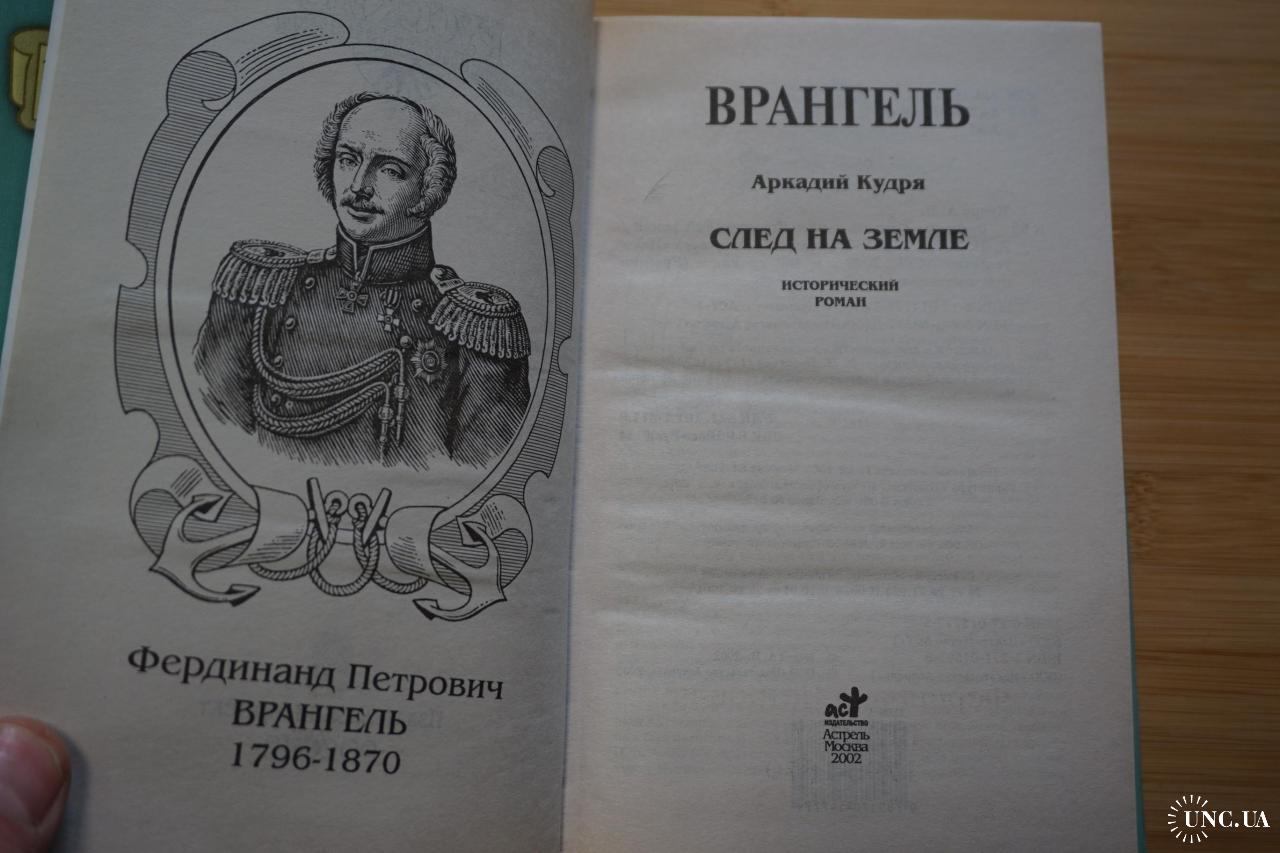 Фердинанд Петрович
ВРАНГЕЛЬ
1796-1870
ВРАНГЕЛЬ
Аркадий Кудря
СЛЕД НА ЗЕМЛЕ
ИСТОРИЧЕСКИЙ
РОМАН
аст
ИЗДАТЕЛЬСТВО
Астрель
Москва
2002
UNC.UA